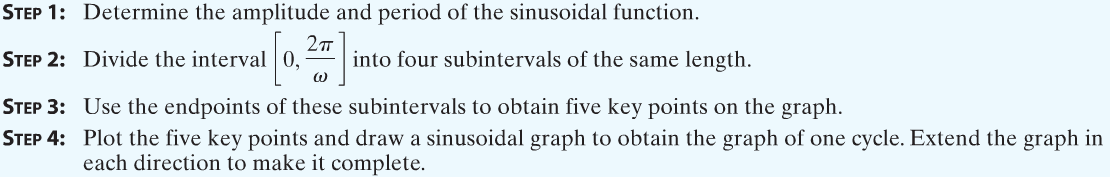 STEP 1: Determine the amplitude and period of the sinusoidal function.
STEP 2: Divide the interval [0, 2π/ω] into four subintervals of the same length.
STEP 3: Use the endpoints of these subintervals to obtain five key points on the graph.
STEP 4: Plot the five key points and draw a sinusoidal graph to obtain the graph of one cycle. Extend the graph in
each direction to make it complete.